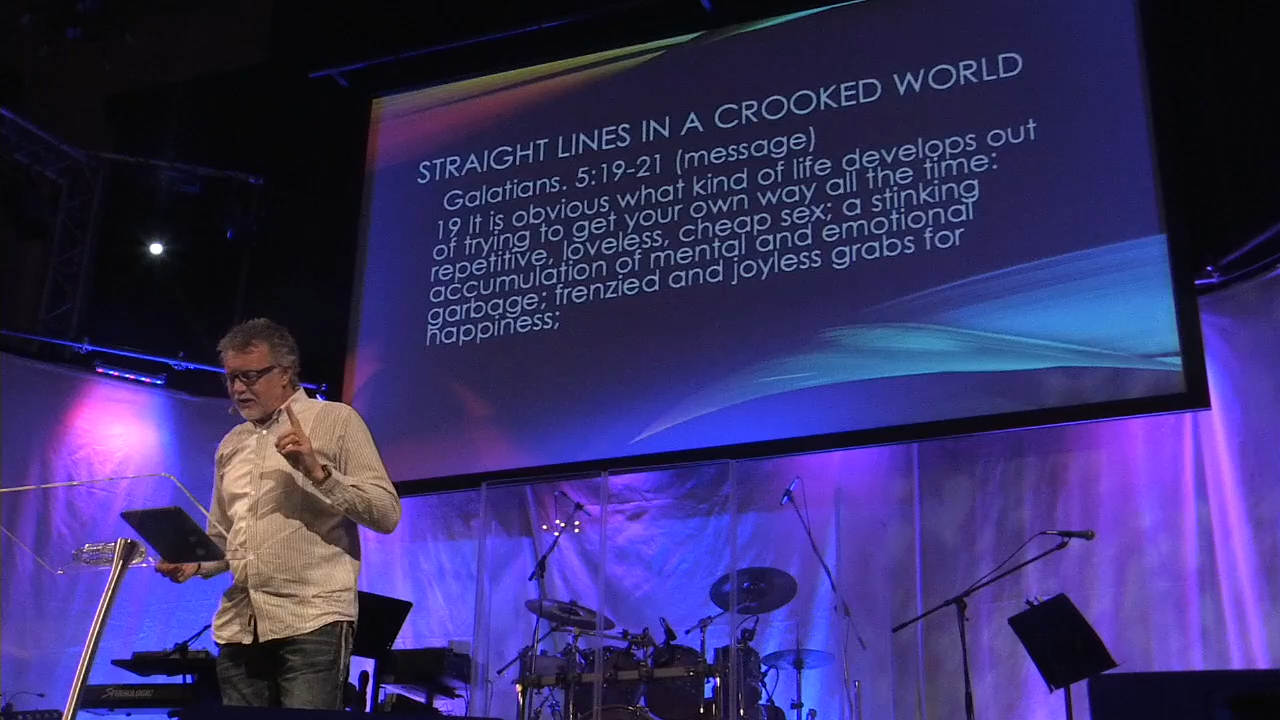 STRAIGHT LINES IN A CROOKED WORLD
Galatians. 5:19-21 (message)
19 It is obvious what kind of life develops out
of trying to get your own way all the time:
repetitive, loveless, cheap sex; a stinking
accumulation of mental and emotional
garbage; frenzied and joyless grabs for
happiness;
STUDIOLOGIC